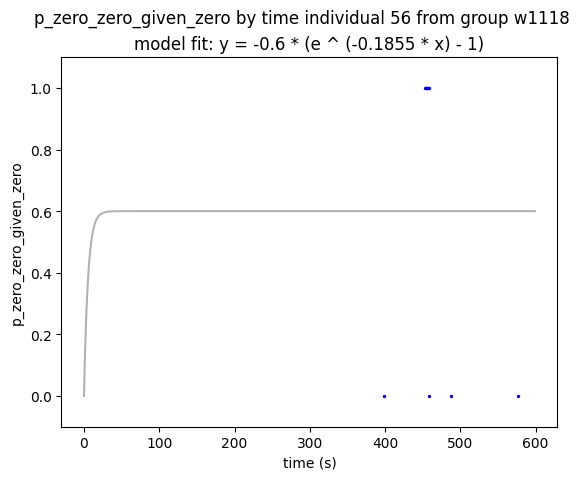 p_zero_zero_given_zero by time individual 56 from group w1118
model fit: y = -0.6 * (e ^ (-0.1855 * x) - 1)
1.0
0.8
0.6
0.4
0.2
0.0
p_zero_zero_given_zero
0 100 200 300 400 500 600
time (s)